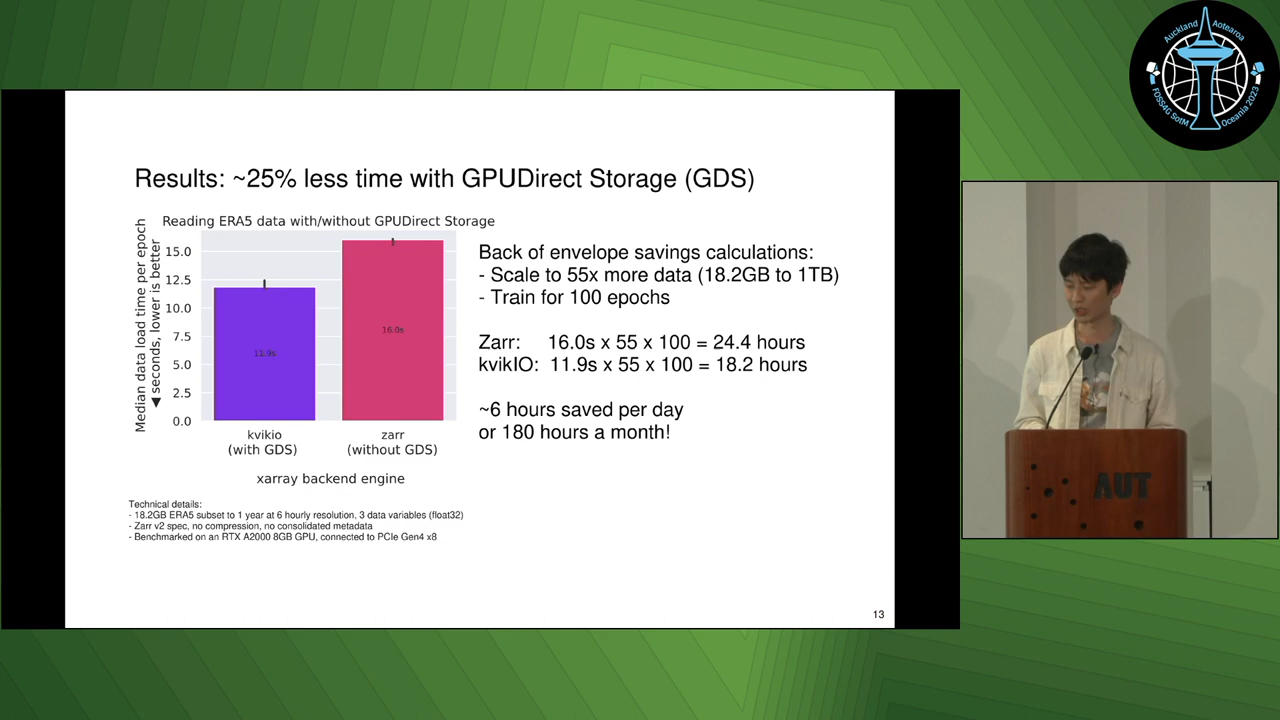 Auckland Aotearoa
FOSS4G SotM Oceania 2023
Results: ~25% less time with GPUDirect Storage (GDS)
Reading ERA5 data with/without GPUDirect Storage
Median data load time per epoch
◀ seconds, lower is better
15.0
12.5
10.0
7.5
5.0
2.5
0.0
11.9s
16.0s
kvikio
(with GDS)
zarr
(without GDS)
xarray backend engine
Back of envelope savings calculations:
- Scale to 55x more data (18.2GB to 1TB)
- Train for 100 epochs
Zarr: 16.0s x 55 x 100 = 24.4 hours
kvikIO: 11.9s x 55 x 100 = 18.2 hours
~6 hours saved per day
or 180 hours a month!
Technical details:
- 18.2GB ERA5 subset to 1 year at 6 hourly resolution, 3 data variables (float32)
- Zarr v2 spec, no compression, no consolidated metadata
- Benchmarked on an RTX A2000 8GB GPU, connected to PCIe Gen4 x8
13
AUT